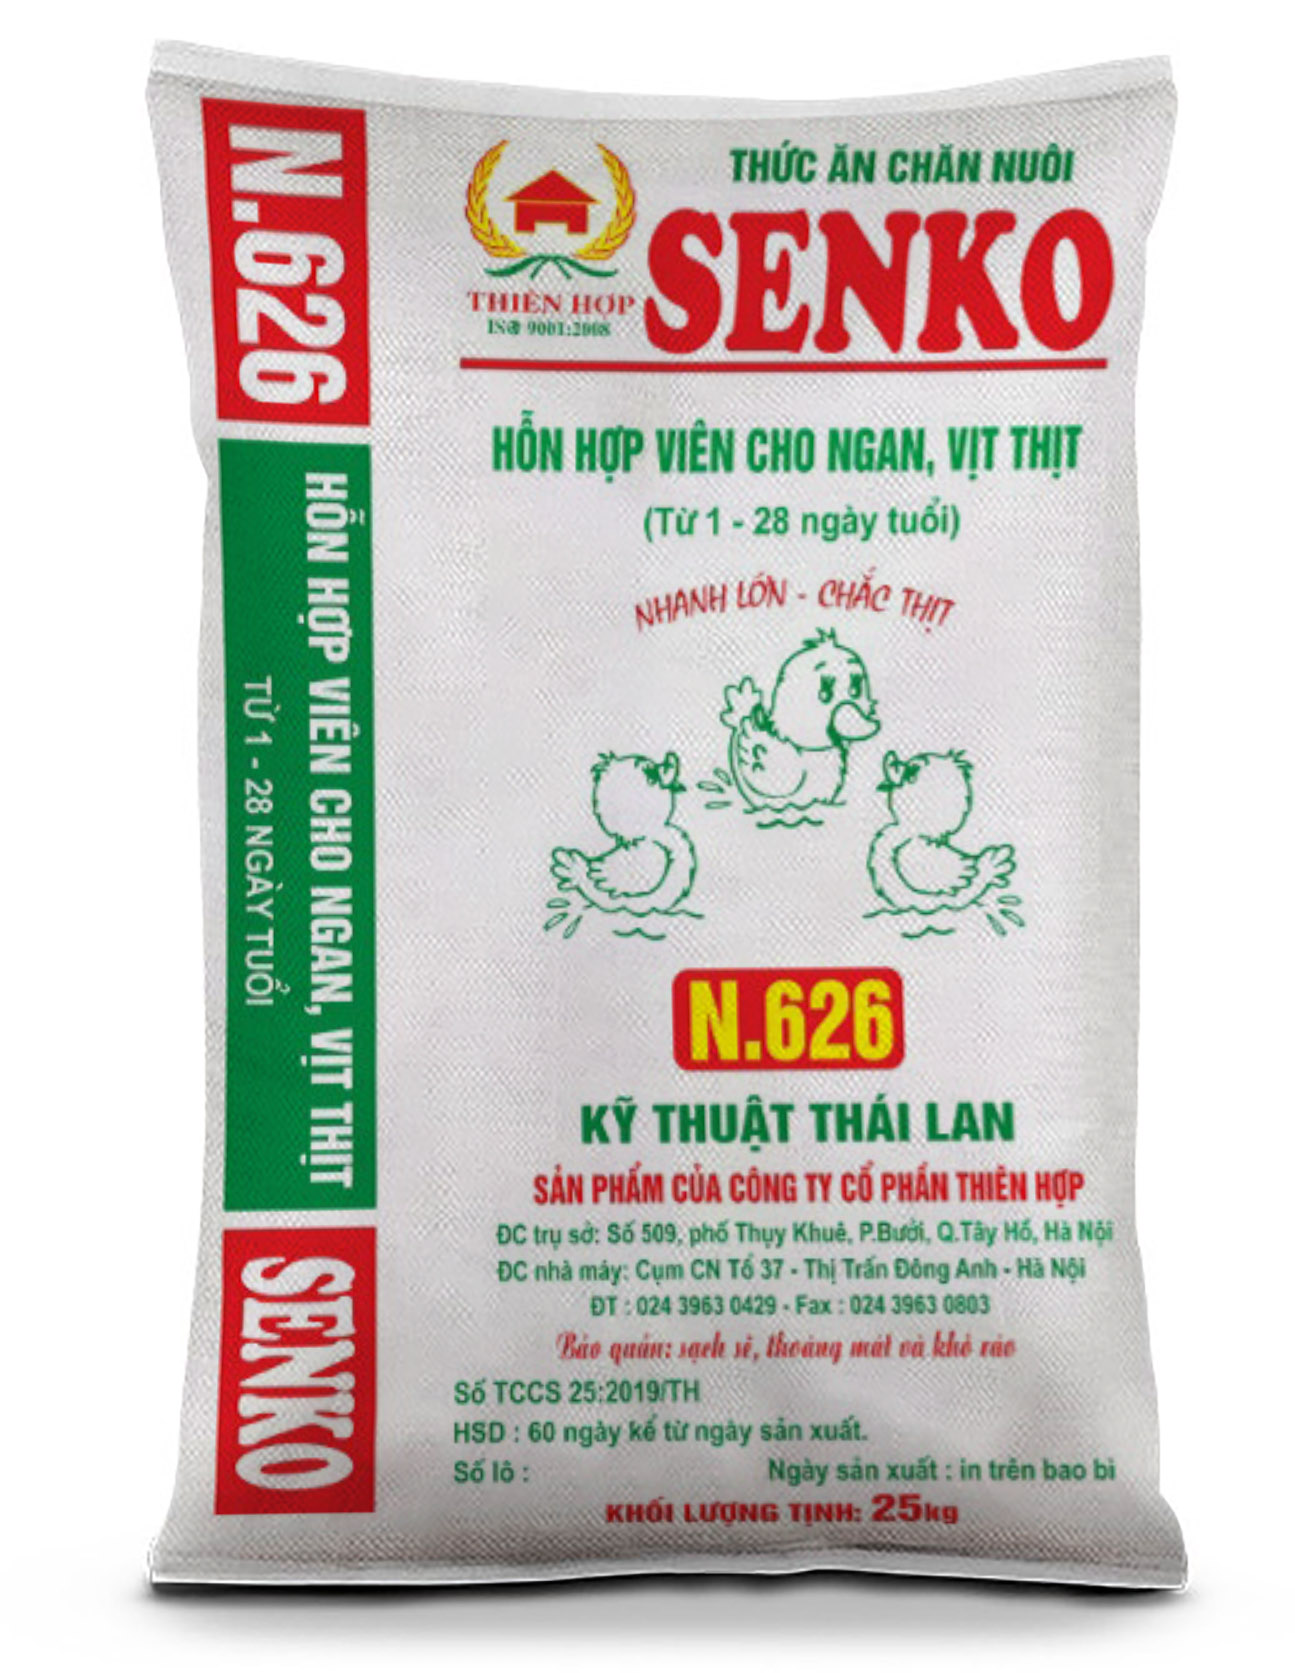 N.626
HỖN HỢP VIÊN CHO NGAN, VỊT THỊT
TỪ 1 - 28 NGÀY TUỔI
SENKO
THIÊN HỢP
ISO 9001:2008
THỨC ĂN CHĂN NUÔI
SENKO
HỖN HỢP VIÊN CHO NGAN, VỊT THỊT
(Từ 1 - 28 ngày tuổi)
NHANH LỚN - CHẮC THỊT
N.626
KỸ THUẬT THÁI LAN
SẢN PHẨM CỦA CÔNG TY CỔ PHẦN THIÊN HỢP
ĐC trụ sở: Số 509, phố Thụy Khuê, P.Bưởi, Q.Tây Hồ, Hà Nội
ĐC nhà máy: Cụm CN Tổ 37 - Thị Trấn Đông Anh - Hà Nội
ĐT : 024 3963 0429 - Fax : 024 3963 0803
Bảo quản: sạch sẽ, thoáng mát và khô ráo
Số TCCS 25:2019/TH
HSD : 60 ngày kể từ ngày sản xuất.
Số lô : Ngày sản xuất : in trên bao bì
KHỐI LƯỢNG TỊNH: 25kg